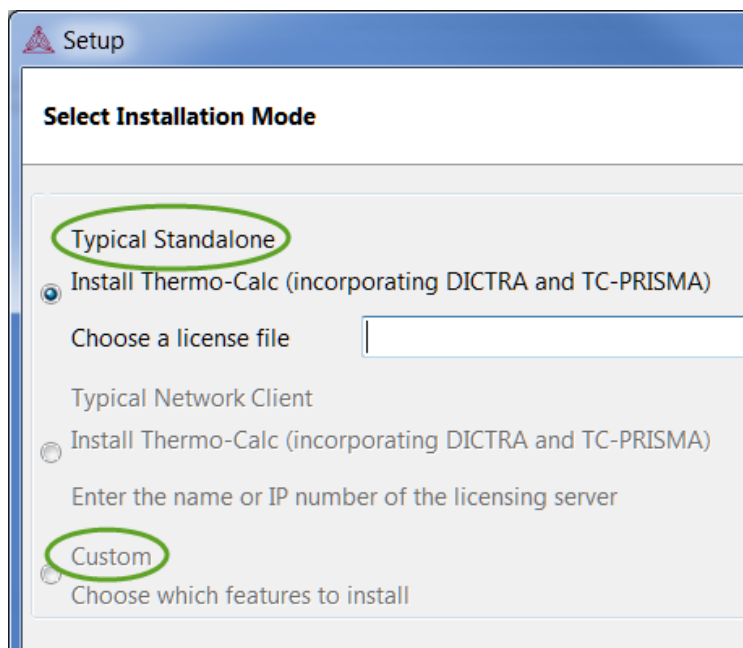 Setup
Select Installation Mode
Typical Standalone
Install Thermo-Calc (incorporating DICTRA and TC-PRISMA)
Choose a license file
Typical Network Client
Install Thermo-Calc (incorporating DICTRA and TC-PRISMA)
Enter the name or IP number of the licensing server
Custom
Choose which features to install